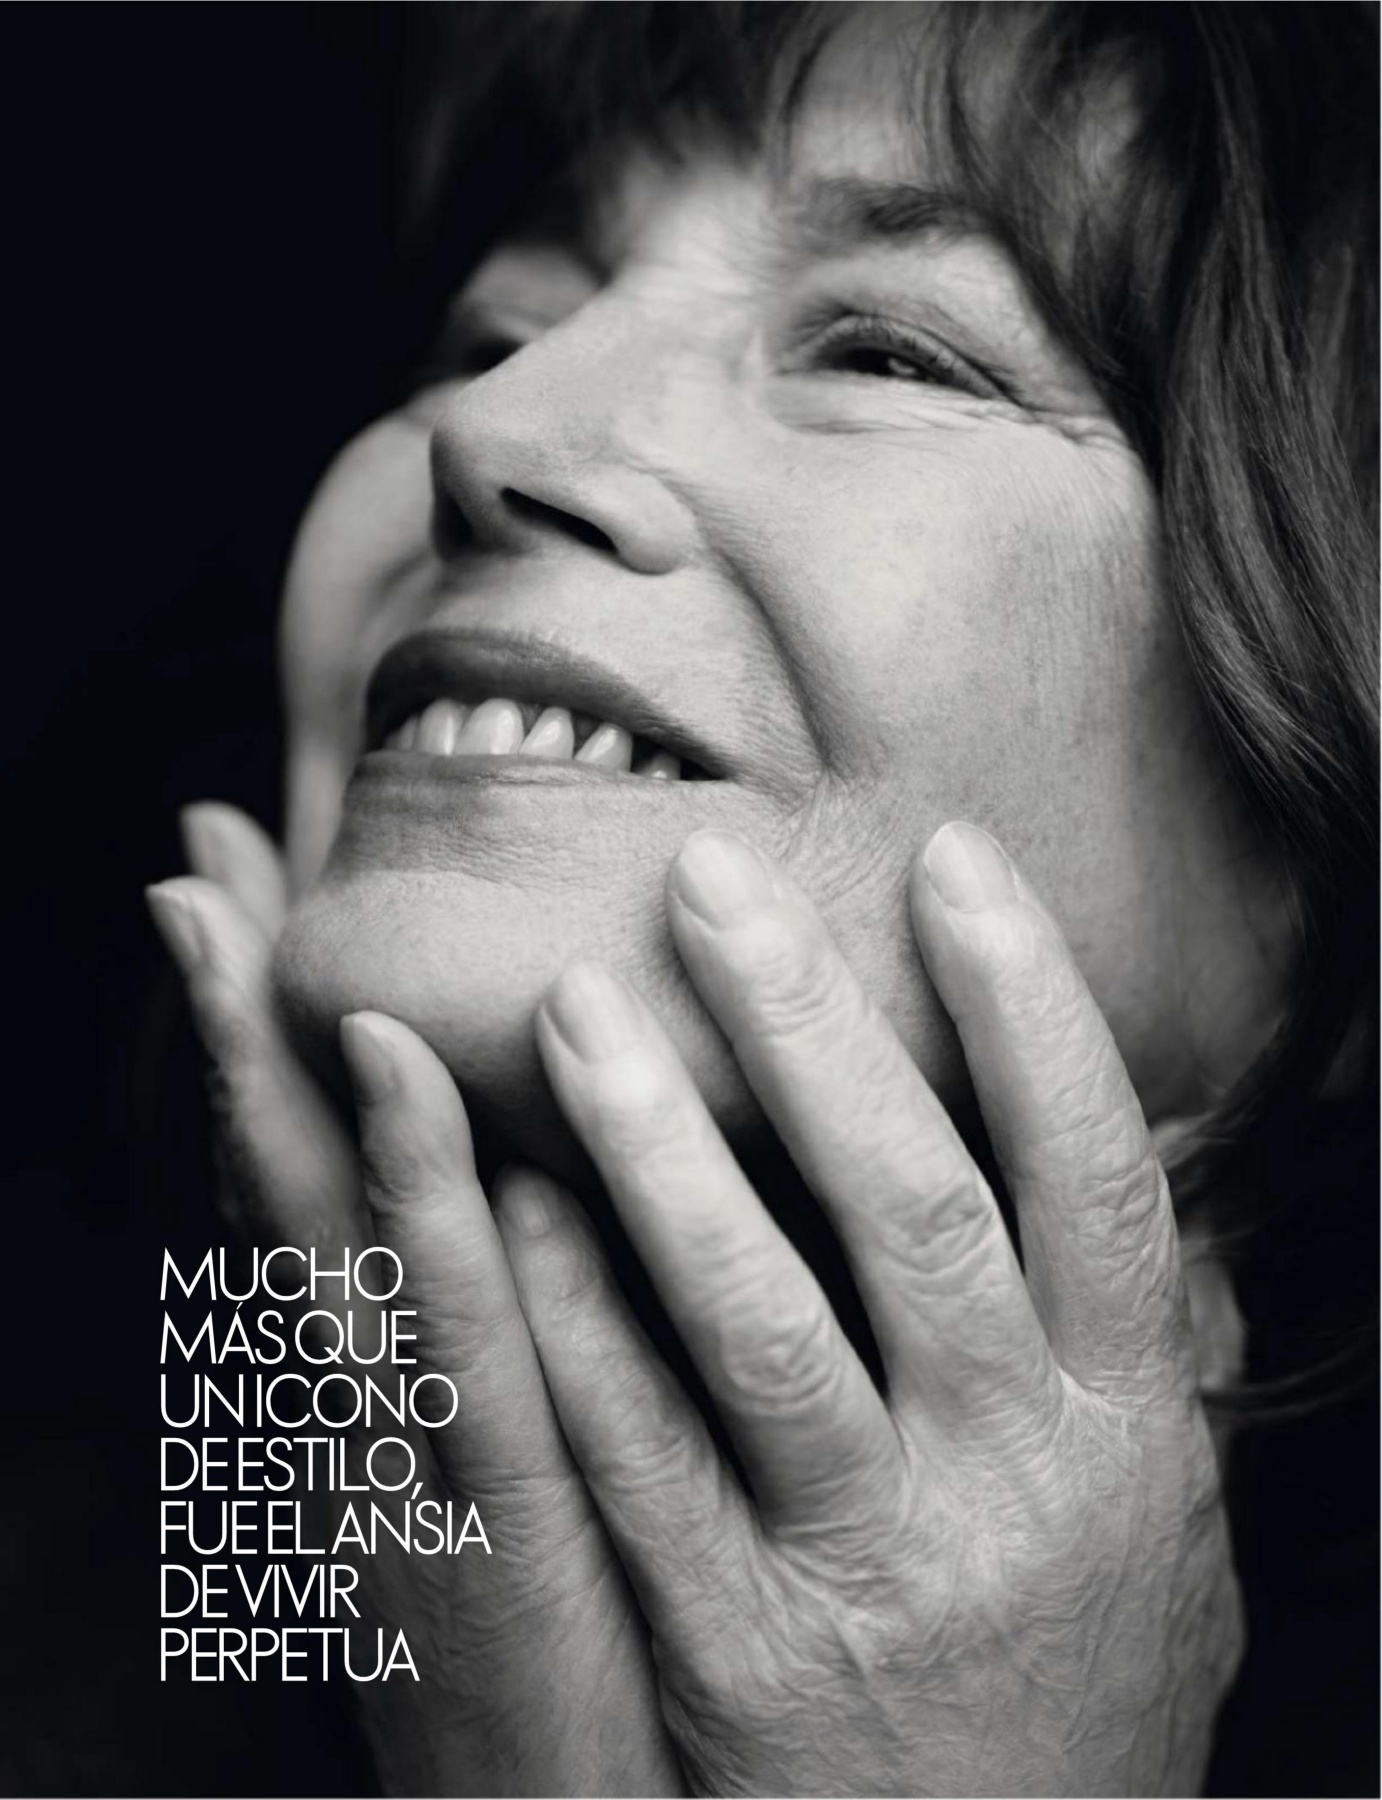 MUCHO
MÁS QUE
UN ICONO
DE ESTILO,
FUE EL ANSIA
DE VIVIR
PERPETUA